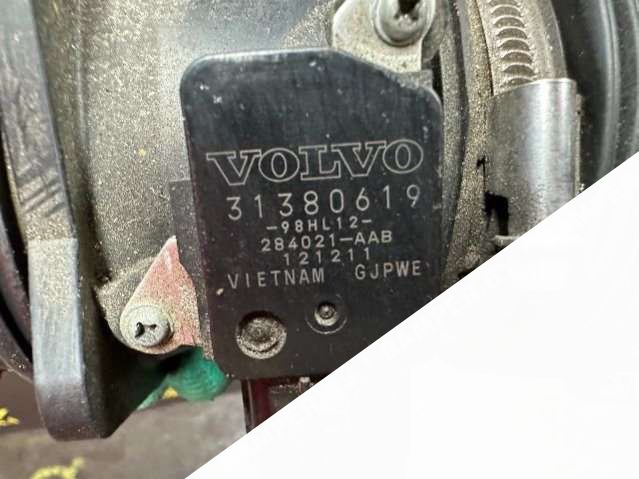 VOLVO
31380619
-98HL12-
284021-AAB
121211
VIETNAM GJPWE